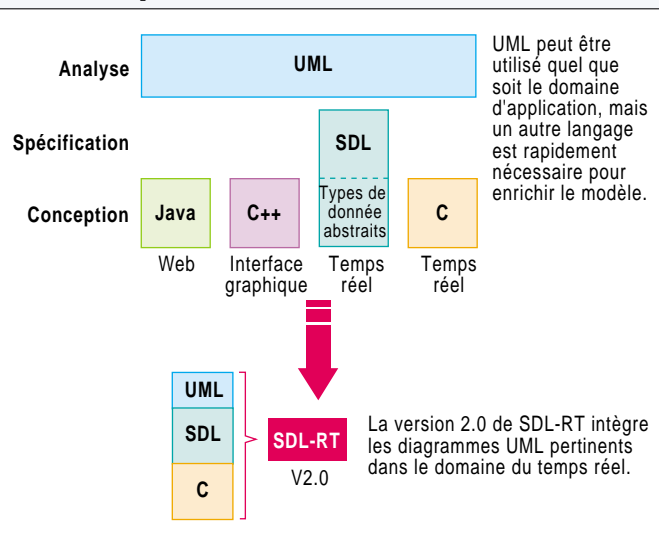 Analyse
UML
UML peut être
utilisé quel que
soit le domaine
d'application, mais
un autre langage
est rapidement
nécessaire pour
enrichir le modèle.
Spécification
SDL
Conception
Java
C++
Types de
donnée
abstraits
C
Web
Interface
graphique
Temps
réel
Temps
réel
UML
SDL
C
SDL-RT
V2.0
La version 2.0 de SDL-RT intègre
les diagrammes UML pertinents
dans le domaine du temps réel.